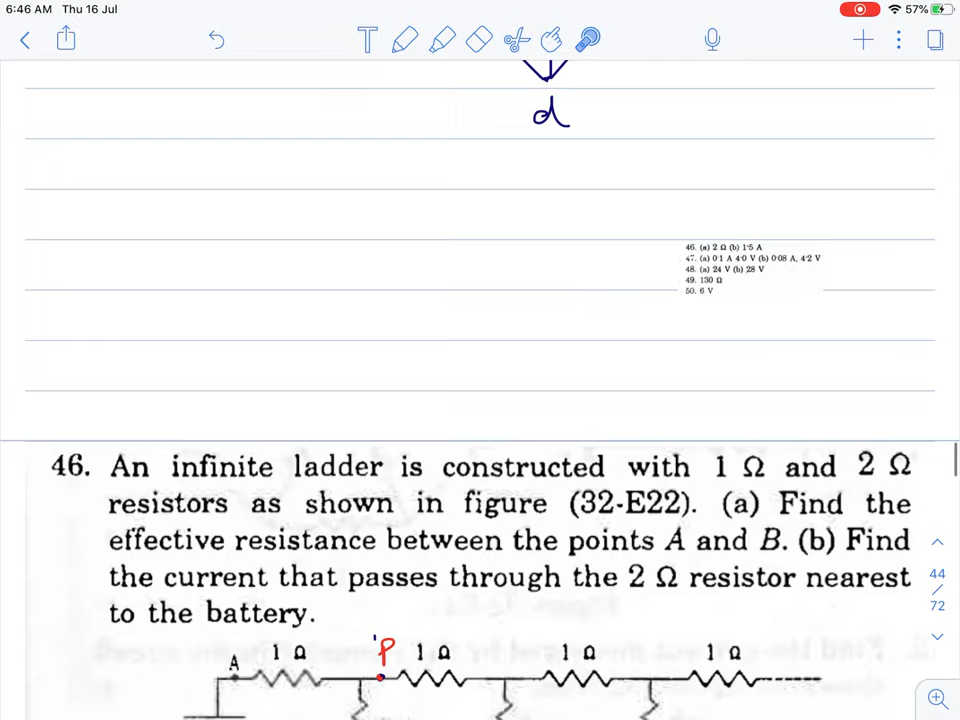 6:46 AM Thu 16 Jul
57%
d
46. (a) 2 Ω (b) 1·5 A
47. (a) 0·1 A 4·0 V (b) 0·08 A, 4·2 V
48. (a) 24 V (b) 28 V
49. 130 Ω
50. 6 V
46. An infinite ladder is constructed with 1 Ω and 2 Ω
resistors as shown in figure (32-E22). (a) Find the
effective resistance between the points A and B. (b) Find
the current that passes through the 2 Ω resistor nearest
to the battery.
44
/
72
A 1 Ω P 1 Ω 1 Ω 1 Ω